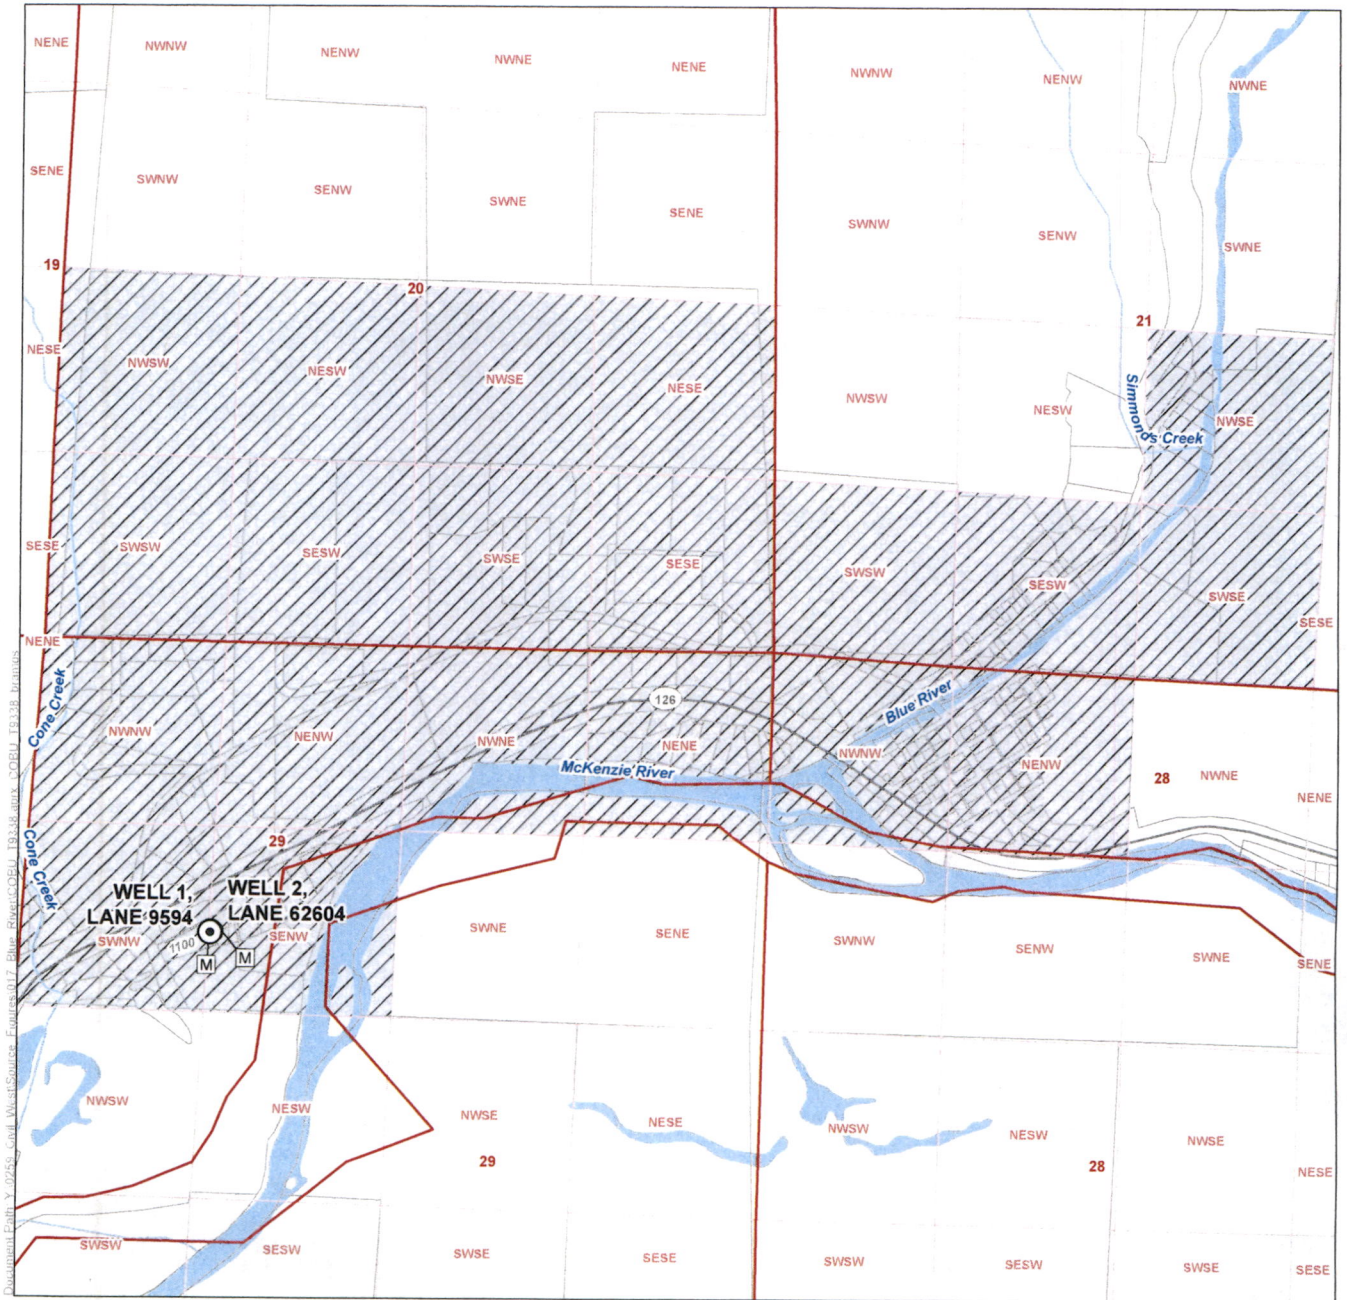 NENE NWNW NENW NWNE NENE NWNW NENW NWNE
SENE SWNW SENW SWNE SENE SWNW SENW SWNE
19 20 21
NESE NWSW NESW NWSE NESE NWSW NESW NWSE
Simmonds Creek
SESE SWSW SESW SWSE SESE SWSW SESW SWSE SESE
NENE
Cone Creek
NWNW NENW NWNE NENE NWNW NENW NWNE NENE
126
Blue River
McKenzie River
28
29
Cone Creek
WELL 1,
LANE 9594
WELL 2,
LANE 62604
SWNW SENW SWNE SENE SWNW SENW SWNE SENE
1100
M M
NWSW NESW NWSE NESE NWSW NESW NWSE NESE
29 28
SWSW SESW SWSE SESE SWSW SESW SWSE SESE